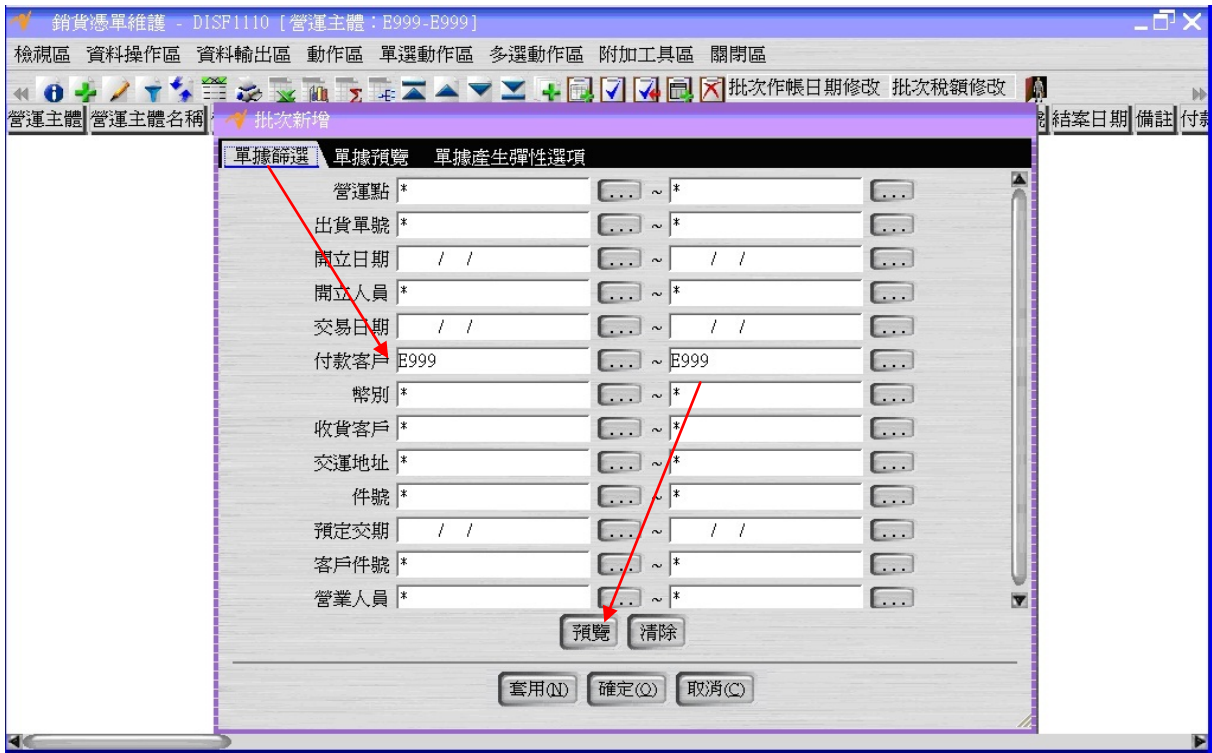 銷貨憑單維護 - DISF1110 [營運主體：E999-E999]
檢視區 資料操作區 資料輸出區 動作區 單選動作區 多選動作區 附加工具區 關閉區
批次作帳日期修改 批次稅額修改
營運主體 營運主體名稱 結案日期 備註
批次新增
單據篩選 單據預覽 單據產生彈性選項
營運點 * ... ~ * ...
出貨單號 * ... ~ * ...
開立日期 / / ... ~ / / ...
開立人員 * ... ~ * ...
交易日期 / / ... ~ / / ...
付款客戶 E999 ... ~ E999 ...
幣別 * ... ~ * ...
收貨客戶 * ... ~ * ...
交運地址 * ... ~ * ...
件號 * ... ~ * ...
預定交期 / / ... ~ / / ...
客戶件號 * ... ~ * ...
營業人員 * ... ~ * ...
預覽 清除
套用(N) 確定(O) 取消(C)